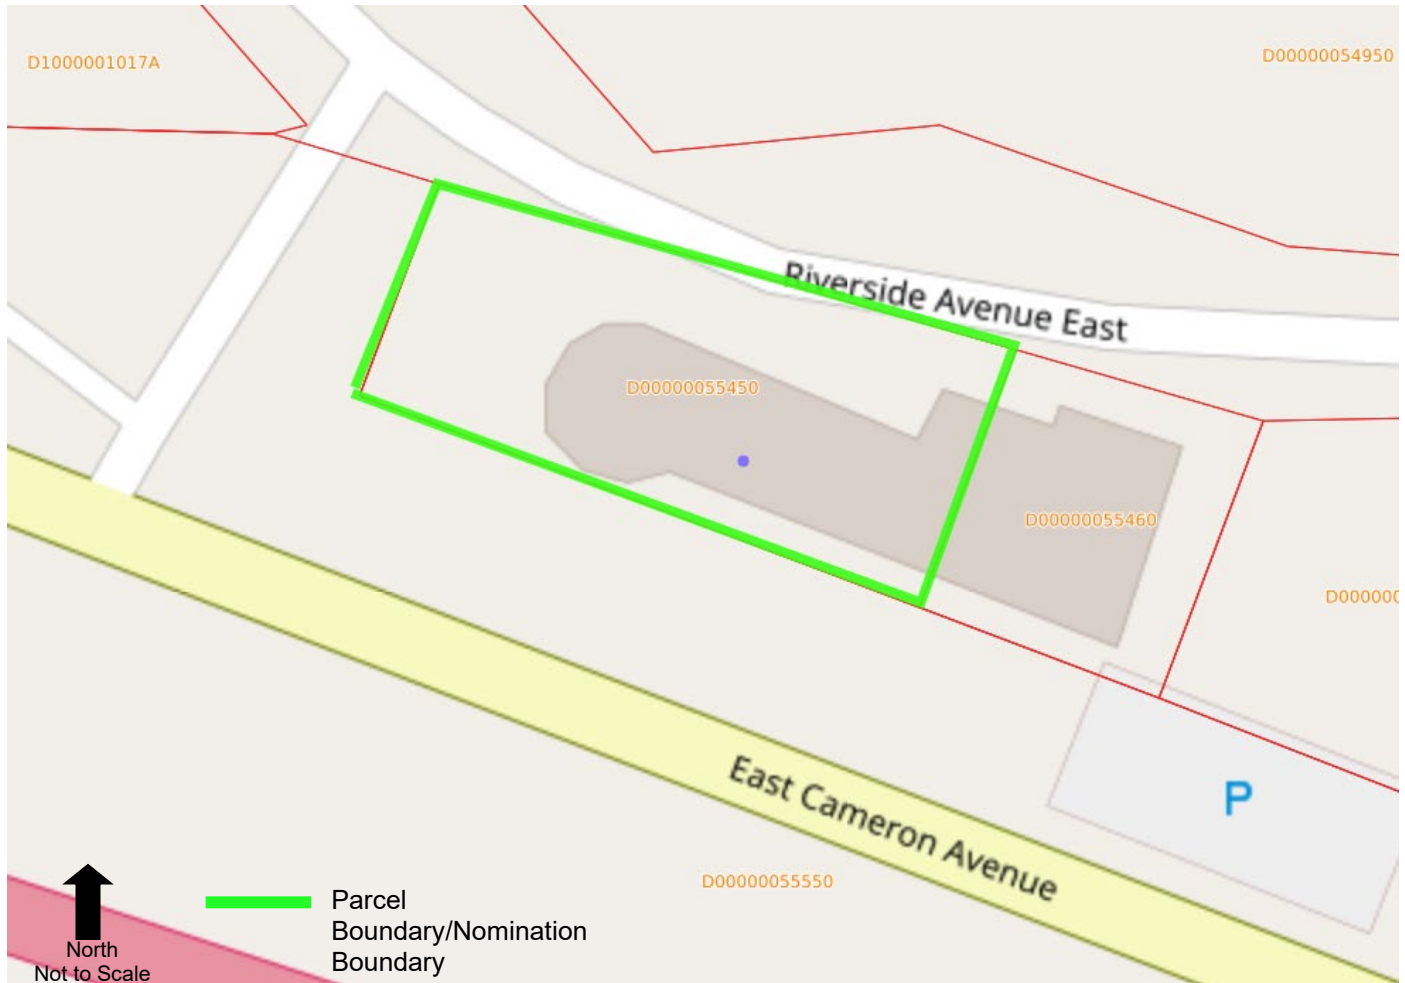 D1000001017A
D00000054950
Riverside Avenue East
D00000055450
D00000055460
D000000
P
East Cameron Avenue
D00000055550
Parcel
Boundary/Nomination
Boundary
North
Not to Scale